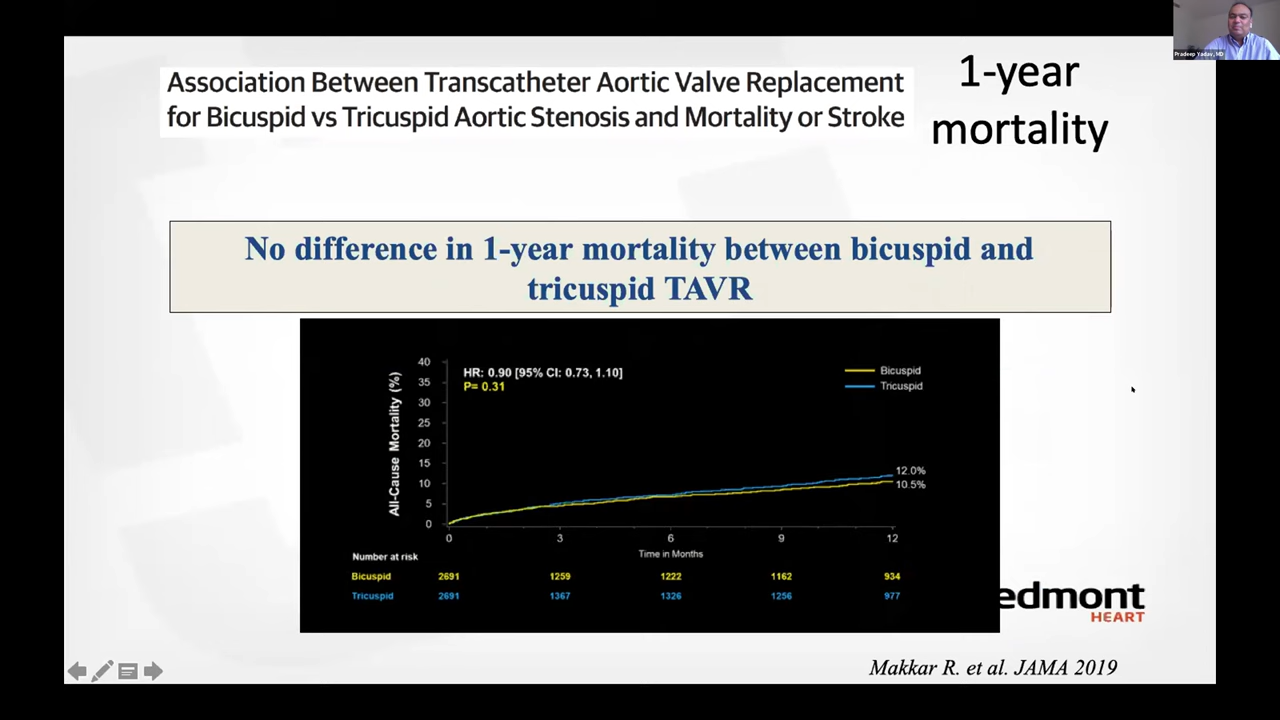 Pradeep Yadav, MD
Association Between Transcatheter Aortic Valve Replacement
for Bicuspid vs Tricuspid Aortic Stenosis and Mortality or Stroke
1-year
mortality
No difference in 1-year mortality between bicuspid and
tricuspid TAVR
HR: 0.90 [95% CI: 0.73, 1.10]
P= 0.31
Bicuspid
Tricuspid
All-Cause Mortality (%)
40
35
30
25
20
15
10
5
0
12.0%
10.5%
0 3 6 9 12
Time in Months
Number at risk
Bicuspid 2691 1259 1222 1162 934
Tricuspid 2691 1367 1326 1256 977
edmont
HEART
Makkar R. et al. JAMA 2019